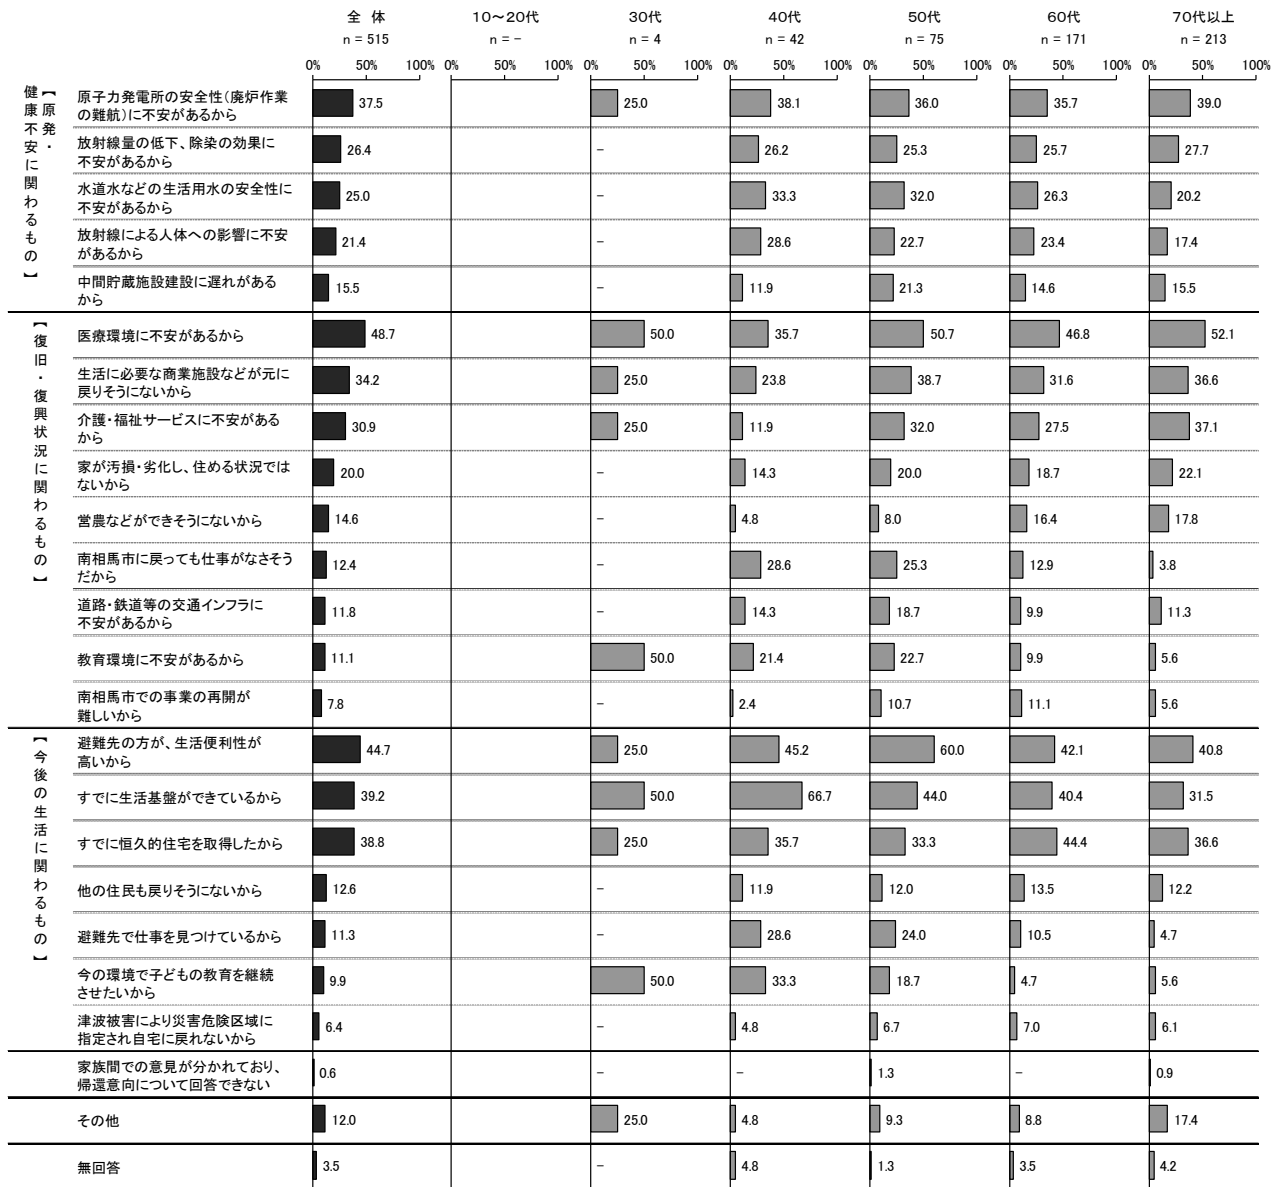 全 体 10～20代 30代 40代 50代 60代 70代以上
n = 515 n = − n = 4 n = 42 n = 75 n = 171 n = 213
0% 50% 100% 0% 50% 100% 0% 50% 100% 0% 50% 100% 0% 50% 100% 0% 50% 100% 0% 50% 100%
【原発・
健康不安に関わるもの】
原子力発電所の安全性（廃炉作業
の難航）に不安があるから
37.5 25.0 38.1 36.0 35.7 39.0
放射線量の低下、除染の効果に
不安があるから
26.4 − 26.2 25.3 25.7 27.7
水道水などの生活用水の安全性に
不安があるから
25.0 − 33.3 32.0 26.3 20.2
放射線による人体への影響に不安
があるから
21.4 − 28.6 22.7 23.4 17.4
中間貯蔵施設建設に遅れがある
から
15.5 − 11.9 21.3 14.6 15.5
【復旧・復興状況に関わるもの】
医療環境に不安があるから
48.7 50.0 35.7 50.7 46.8 52.1
生活に必要な商業施設などが元に
戻りそうにないから
34.2 25.0 23.8 38.7 31.6 36.6
介護・福祉サービスに不安がある
から
30.9 25.0 11.9 32.0 27.5 37.1
家が汚損・劣化し、住める状況では
ないから
20.0 − 14.3 20.0 18.7 22.1
営農などができそうにないから
14.6 − 4.8 8.0 16.4 17.8
南相馬市に戻っても仕事がなさそう
だから
12.4 − 28.6 25.3 12.9 3.8
道路・鉄道等の交通インフラに
不安があるから
11.8 − 14.3 18.7 9.9 11.3
教育環境に不安があるから
11.1 50.0 21.4 22.7 9.9 5.6
南相馬市での事業の再開が
難しいから
7.8 − 2.4 10.7 11.1 5.6
【今後の生活に関わるもの】
避難先の方が、生活便利性が
高いから
44.7 25.0 45.2 60.0 42.1 40.8
すでに生活基盤ができているから
39.2 50.0 66.7 44.0 40.4 31.5
すでに恒久的住宅を取得したから
38.8 25.0 35.7 33.3 44.4 36.6
他の住民も戻りそうにないから
12.6 − 11.9 12.0 13.5 12.2
避難先で仕事を見つけているから
11.3 − 28.6 24.0 10.5 4.7
今の環境で子どもの教育を継続
させたいから
9.9 50.0 33.3 18.7 4.7 5.6
津波被害により災害危険区域に
指定され自宅に戻れないから
6.4 − 4.8 6.7 7.0 6.1
家族間での意見が分かれており、
帰還意向について回答できない
0.6 − − 1.3 − 0.9
その他
12.0 25.0 4.8 9.3 8.8 17.4
無回答
3.5 − 4.8 1.3 3.5 4.2